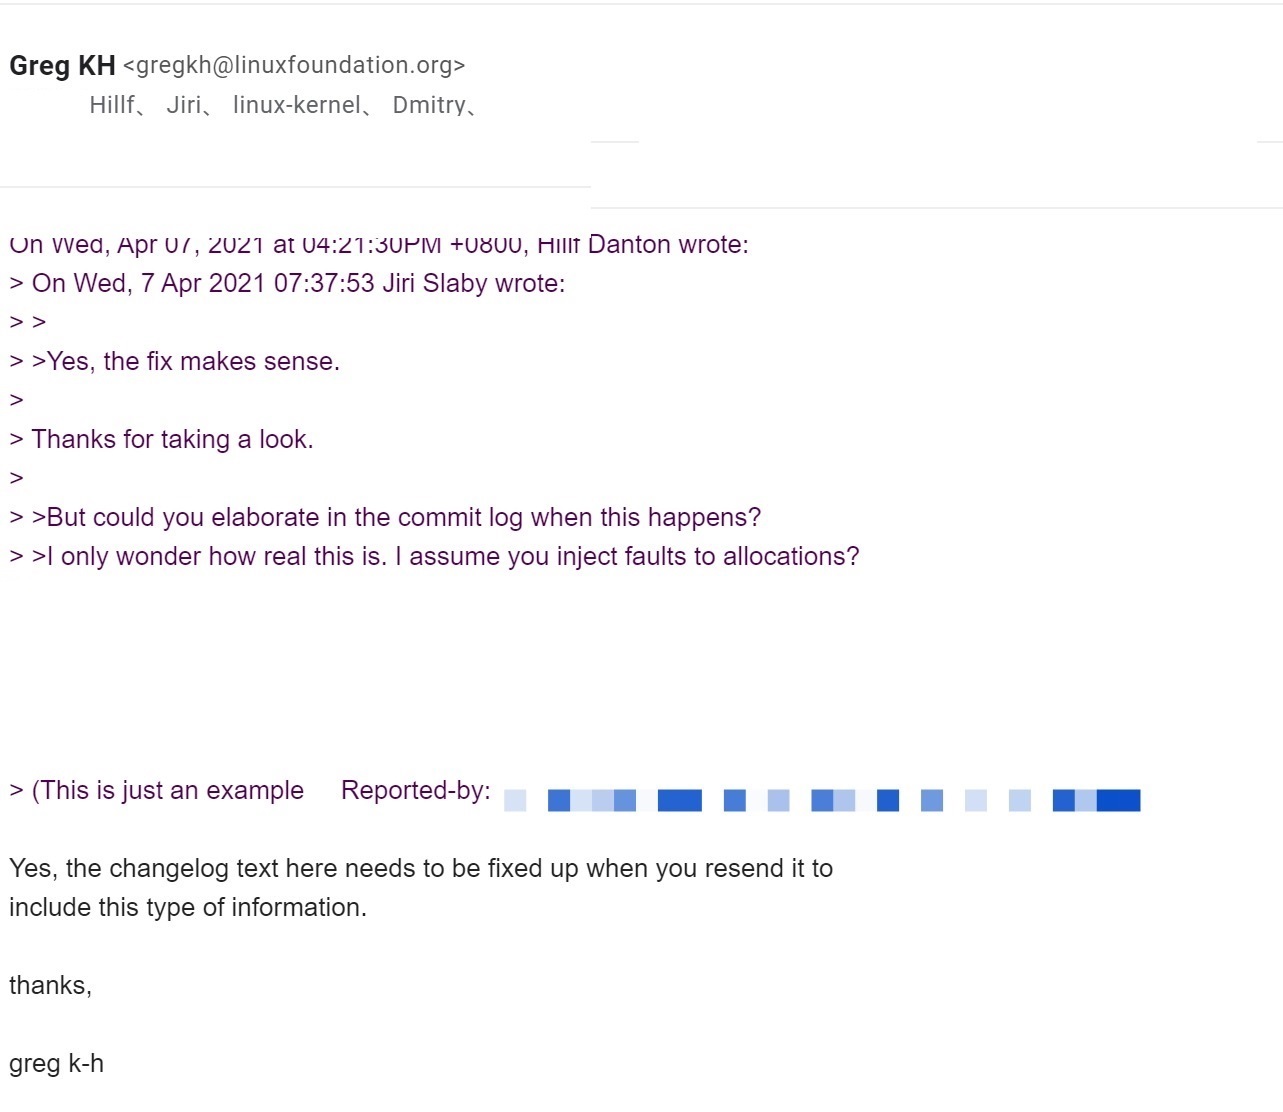 Greg KH <gregkh@linuxfoundation.org>
Hillf、 Jiri、 linux-kernel、 Dmitry、
On Wed, Apr 07, 2021 at 04:21:30PM +0800, Hillf Danton wrote:
> On Wed, 7 Apr 2021 07:37:53 Jiri Slaby wrote:
> >
> >Yes, the fix makes sense.
>
> Thanks for taking a look.
>
> >But could you elaborate in the commit log when this happens?
> >I only wonder how real this is. I assume you inject faults to allocations?
> (This is just an example Reported-by:
Yes, the changelog text here needs to be fixed up when you resend it to
include this type of information.
thanks,
greg k-h